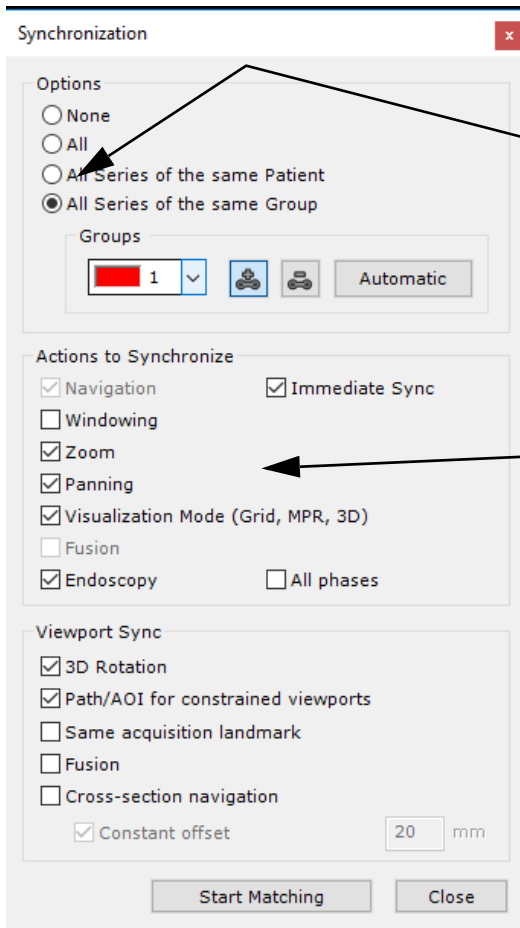 Synchronization
x
Options
None
All
All Series of the same Patient
All Series of the same Group
Groups
1
Automatic
Actions to Synchronize
Navigation
Immediate Sync
Windowing
Zoom
Panning
Visualization Mode (Grid, MPR, 3D)
Fusion
Endoscopy
All phases
Viewport Sync
3D Rotation
Path/AOI for constrained viewports
Same acquisition landmark
Fusion
Cross-section navigation
Constant offset
20 mm
Start Matching
Close